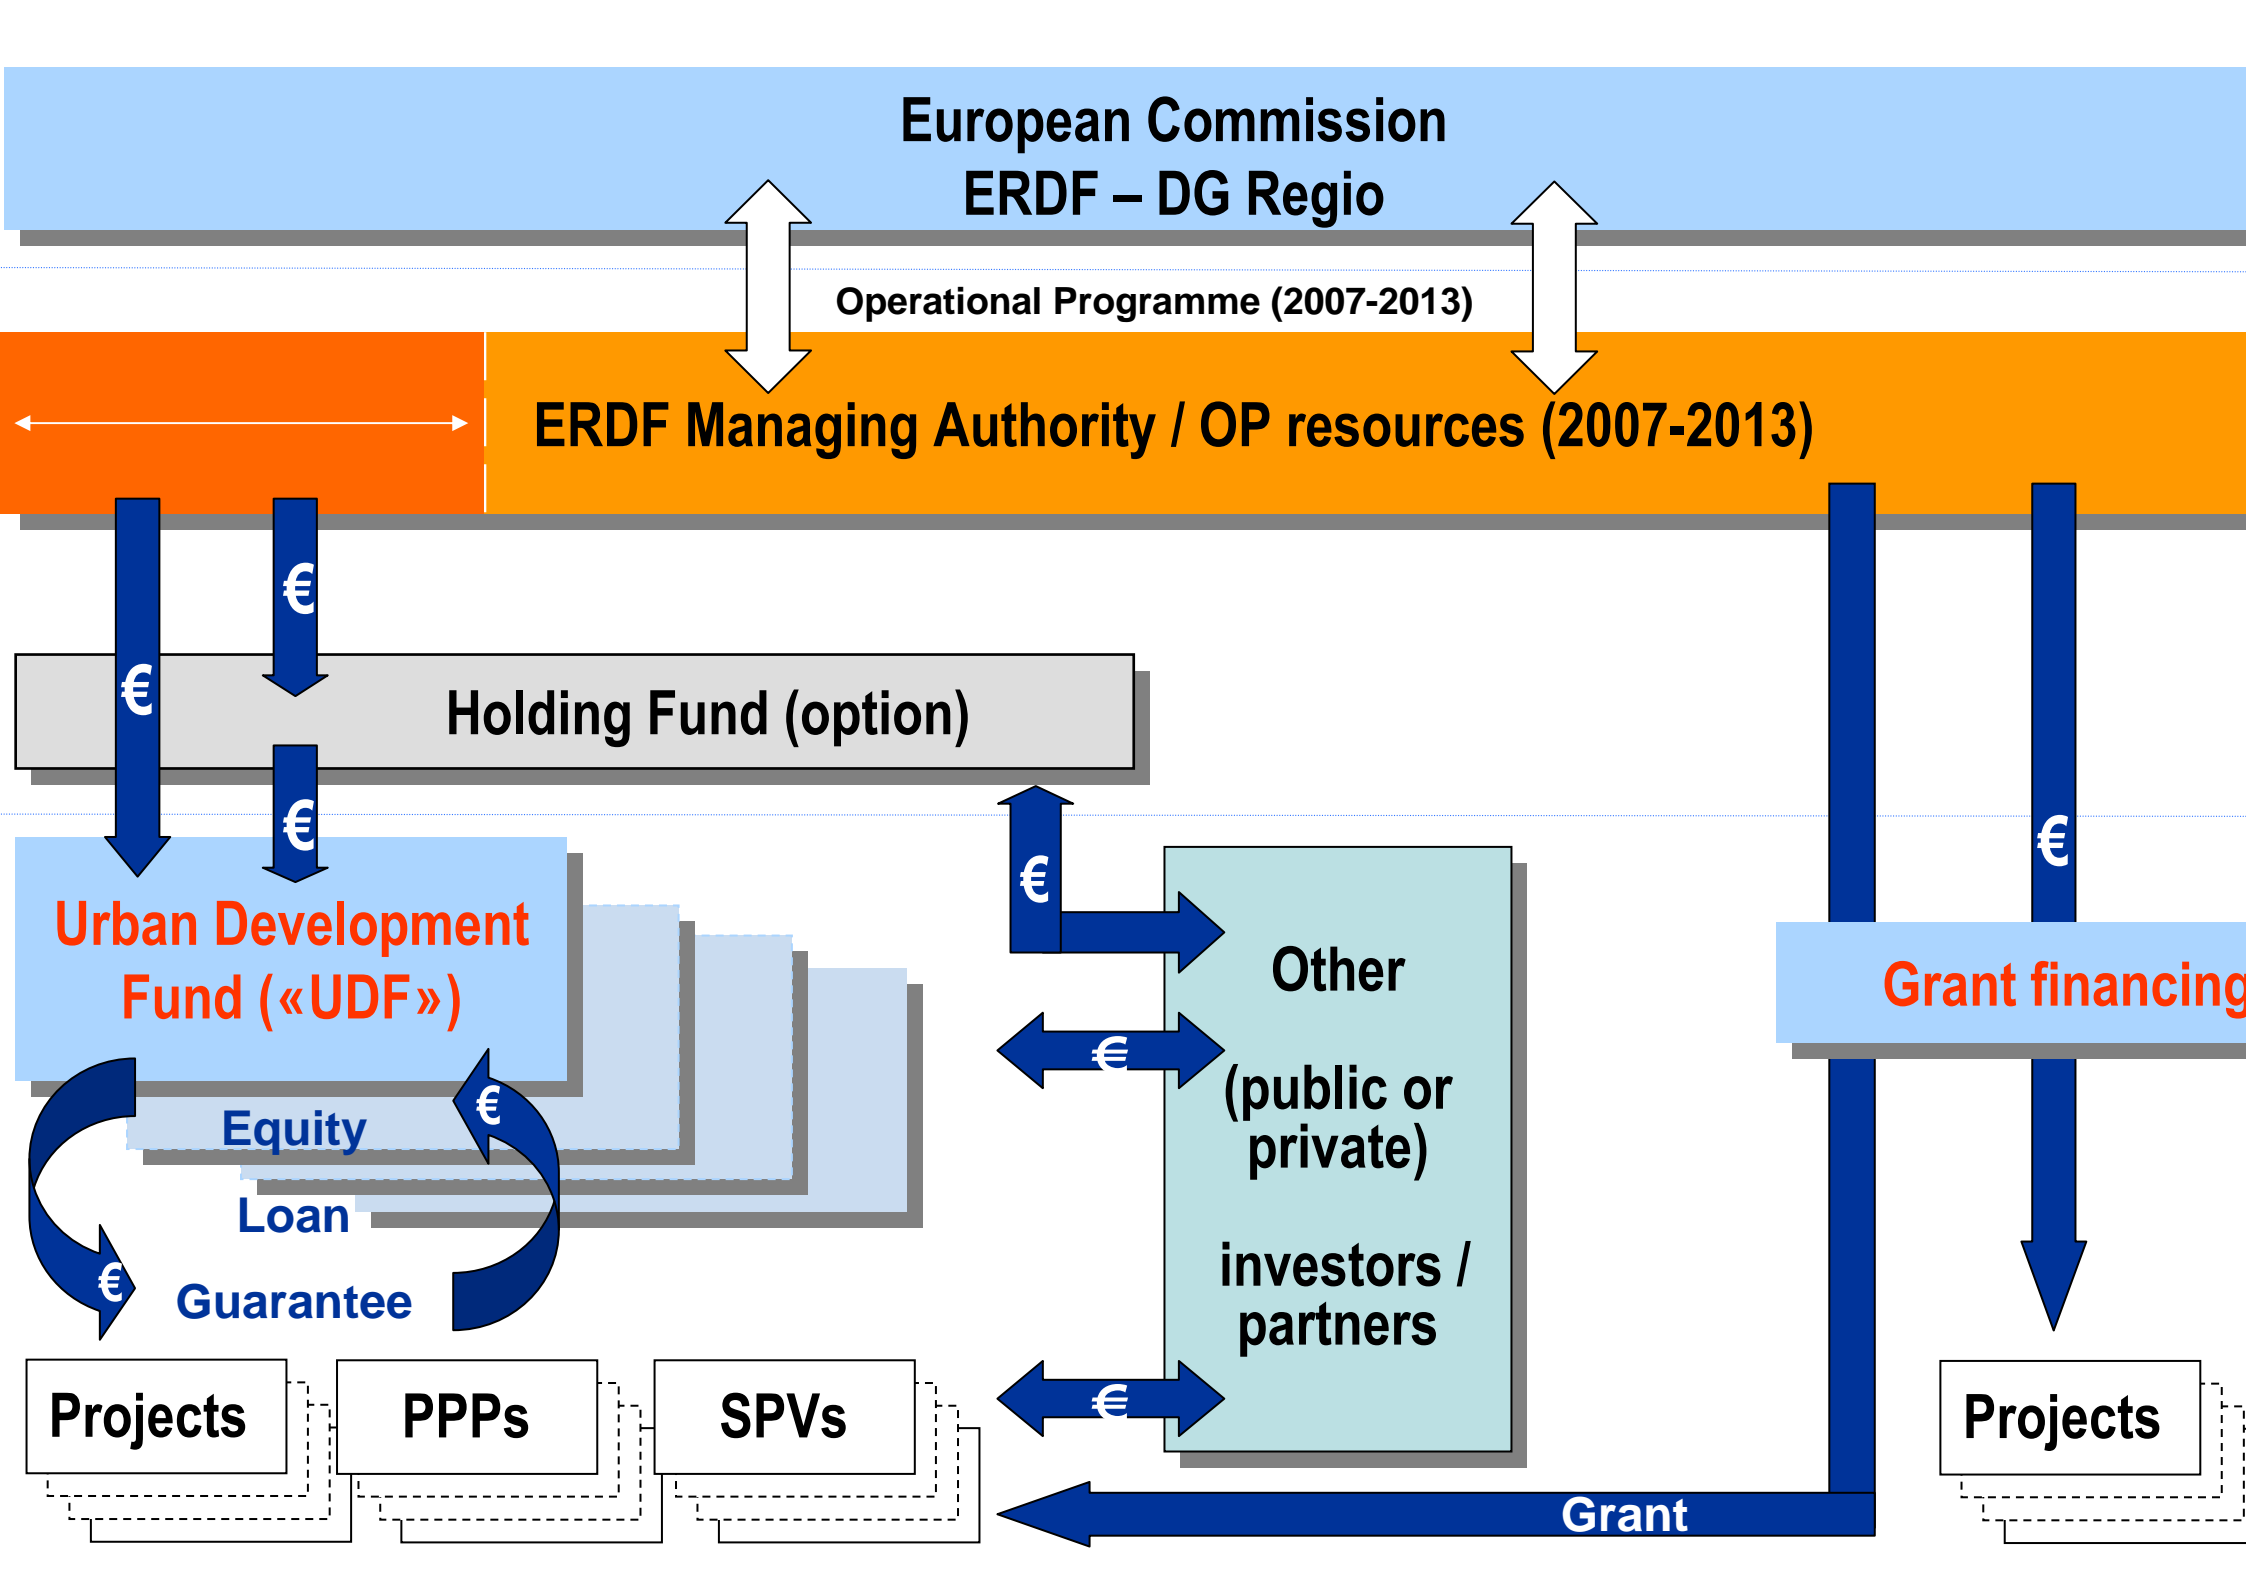 European Commission
ERDF – DG Regio
Operational Programme (2007-2013)
ERDF Managing Authority / OP resources (2007-2013)
€
€
Holding Fund (option)
€
€
€
Urban Development
Fund («UDF»)
Other
Grant financing
€
(public or
private)
€
Equity
Loan
investors /
partners
€
Guarantee
Projects
PPPs
SPVs
€
Projects
Grant